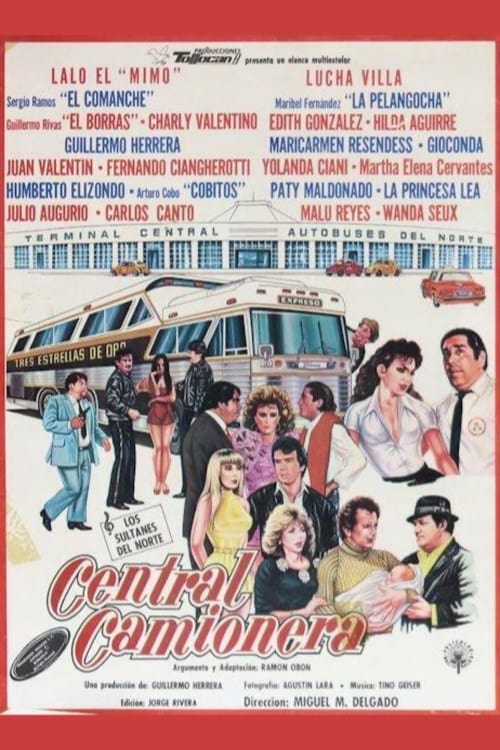 PRODUCCIONES
Tollocan presenta un elenco multiestelar
LALO EL "MIMO"
LUCHA VILLA
Sergio Ramos "EL COMANCHE"
Maribel Fernández "LA PELANGOCHA"
Guillermo Rivas "EL BORRAS" • CHARLY VALENTINO
EDITH GONZALEZ • HILDA AGUIRRE
GUILLERMO HERRERA
MARICARMEN RESENDESS • GIOCONDA
JUAN VALENTIN • FERNANDO CIANGHEROTTI
YOLANDA CIANI • Martha Elena Cervantes
HUMBERTO ELIZONDO • Arturo Cobo "COBITOS"
PATY MALDONADO • LA PRINCESA LEA
JULIO AUGURIO • CARLOS CANTO
MALU REYES • WANDA SEUX
TERMINAL CENTRAL AUTOBUSES DEL NORTE
EXPRESO
TRES ESTRELLAS DE ORO
LOS
SULTANES
DEL NORTE
Central
Camionera
Argumento y Adaptación: RAMON OBON
Una producción de: GUILLERMO HERRERA
Fotografía: AGUSTIN LARA • Musica: TINO GEISER
Edición: JORGE RIVERA
Direccion: MIGUEL M. DELGADO